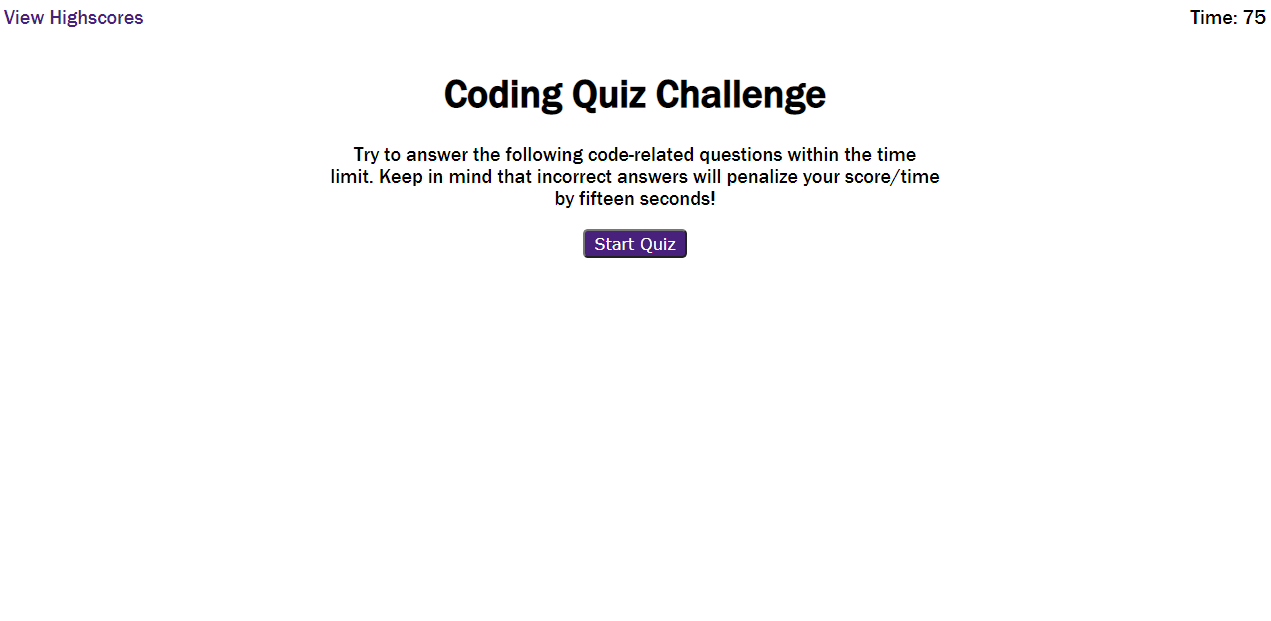 View Highscores
Time: 75
Coding Quiz Challenge
Try to answer the following code-related questions within the time
limit. Keep in mind that incorrect answers will penalize your score/time
by fifteen seconds!
Start Quiz